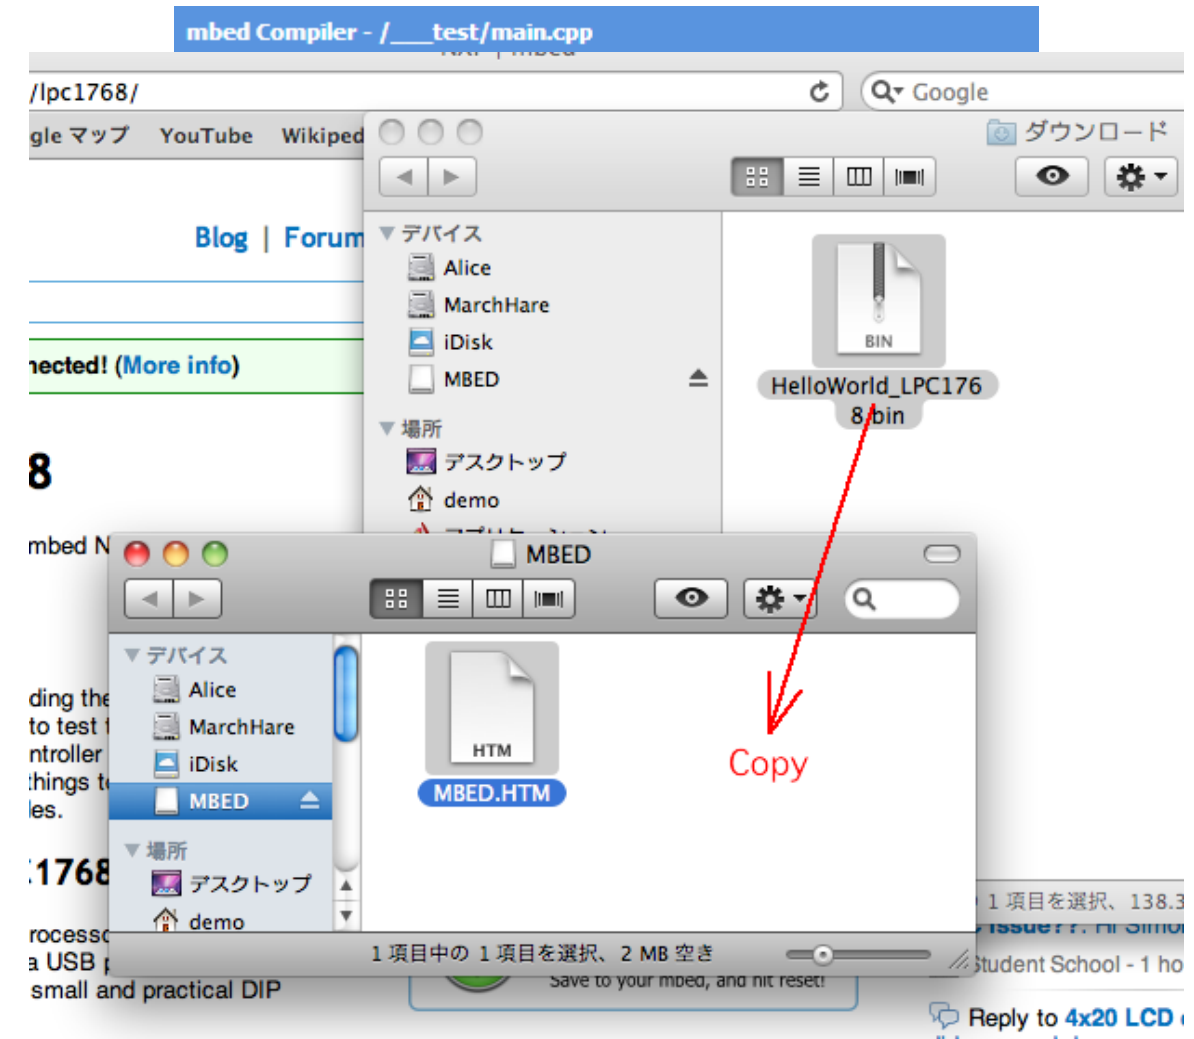 mbed Compiler - /___test/main.cpp
/lpc1768/
Google
gle マップ YouTube Wikiped
ダウンロード
Blog | Forum
デバイス
Alice
MarchHare
iDisk
MBED
場所
デスクトップ
demo
BIN
HelloWorld_LPC176
8.bin
nected! (More info)
8
mbed N
MBED
デバイス
Alice
MarchHare
iDisk
MBED
場所
デスクトップ
demo
HTM
MBED.HTM
Copy
1 項目中の 1 項目を選択、2 MB 空き
ding the
to test
ntroller
things to
les.
1768
rocesso
a USB
small and practical DIP
1 項目を選択、138.3
Issue??. Hi Simo
Student School - 1 ho
Save to your mbed, and hit reset!
Reply to 4x20 LCD